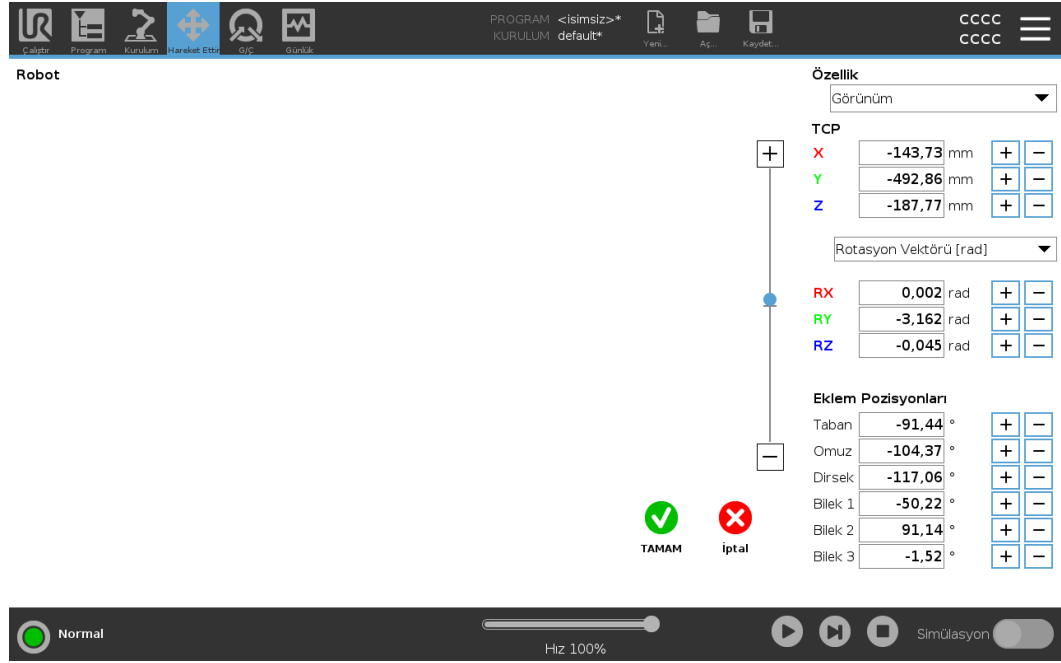 UR
Çalıştır Program Kurulum Hareket Ettir G/Ç Günlük
PROGRAM <isimsiz>*
KURULUM default*
Yeni... Aç... Kaydet...
CCCC
CCCC
Robot
Özellik
Görünüm
TCP
X -143,73 mm + −
Y -492,86 mm + −
Z -187,77 mm + −
Rotasyon Vektörü [rad]
RX 0,002 rad + −
RY -3,162 rad + −
RZ -0,045 rad + −
Eklem Pozisyonları
Taban -91,44 ° + −
Omuz -104,37 ° + −
Dirsek -117,06 ° + −
Bilek 1 -50,22 ° + −
Bilek 2 91,14 ° + −
Bilek 3 -1,52 ° + −
+
−
TAMAM İptal
Normal
Hız 100%
Simülasyon